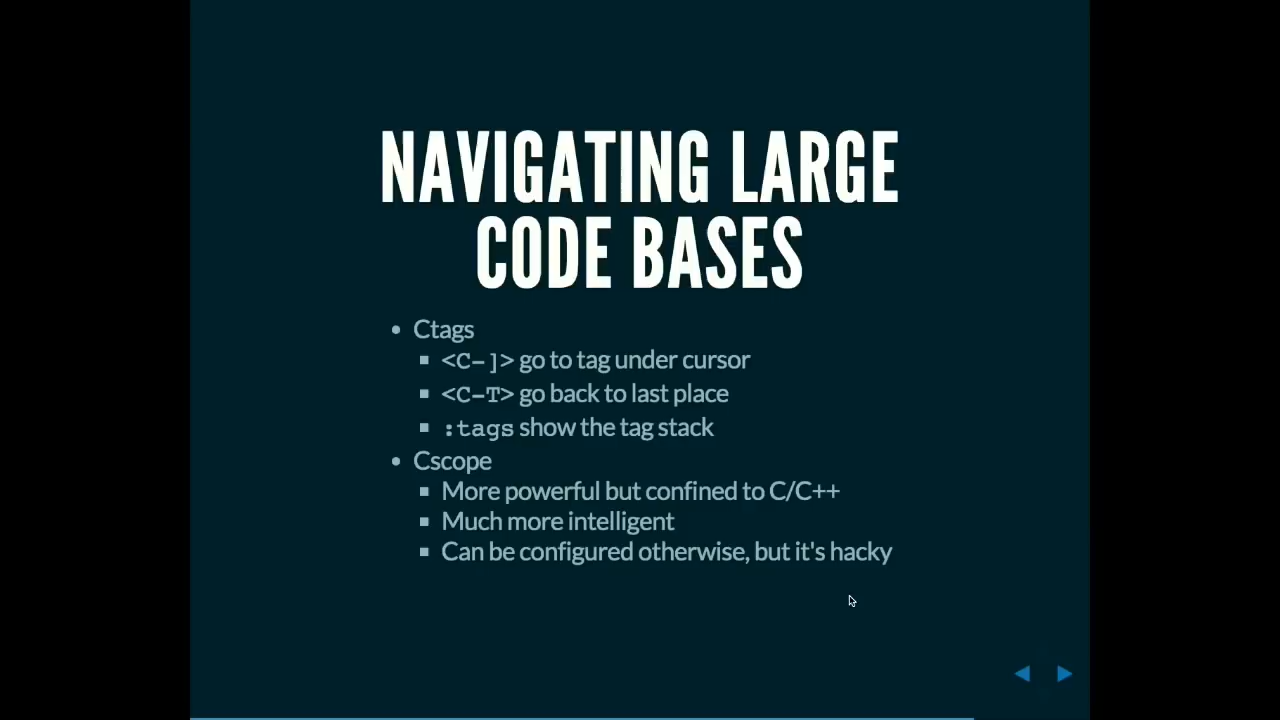 NAVIGATING LARGE
CODE BASES
Ctags
<C-]> go to tag under cursor
<C-T> go back to last place
:tags show the tag stack
Cscope
More powerful but confined to C/C++
Much more intelligent
Can be configured otherwise, but it's hacky